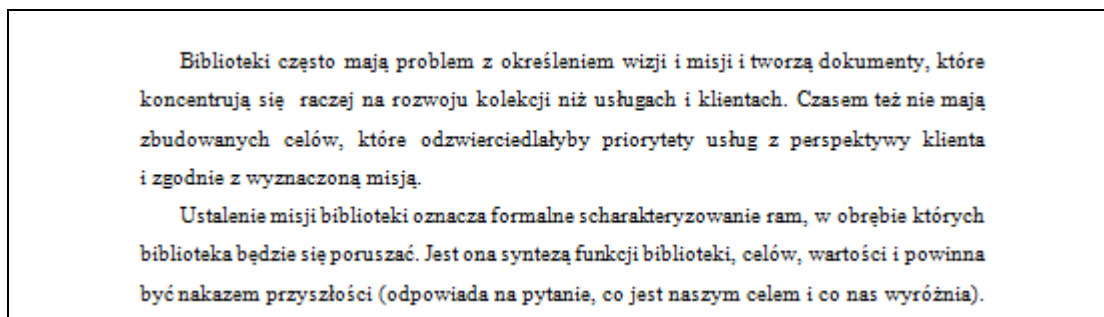 Biblioteki często mają problem z określeniem wizji i misji i tworzą dokumenty, które
koncentrują się raczej na rozwoju kolekcji niż usługach i klientach. Czasem też nie mają
zbudowanych celów, które odzwierciedlałyby priorytety usług z perspektywy klienta
i zgodnie z wyznaczoną misją.
Ustalenie misji biblioteki oznacza formalne scharakteryzowanie ram, w obrębie których
biblioteka będzie się poruszać. Jest ona syntezą funkcji biblioteki, celów, wartości i powinna
być nakazem przyszłości (odpowiada na pytanie, co jest naszym celem i co nas wyróżnia).